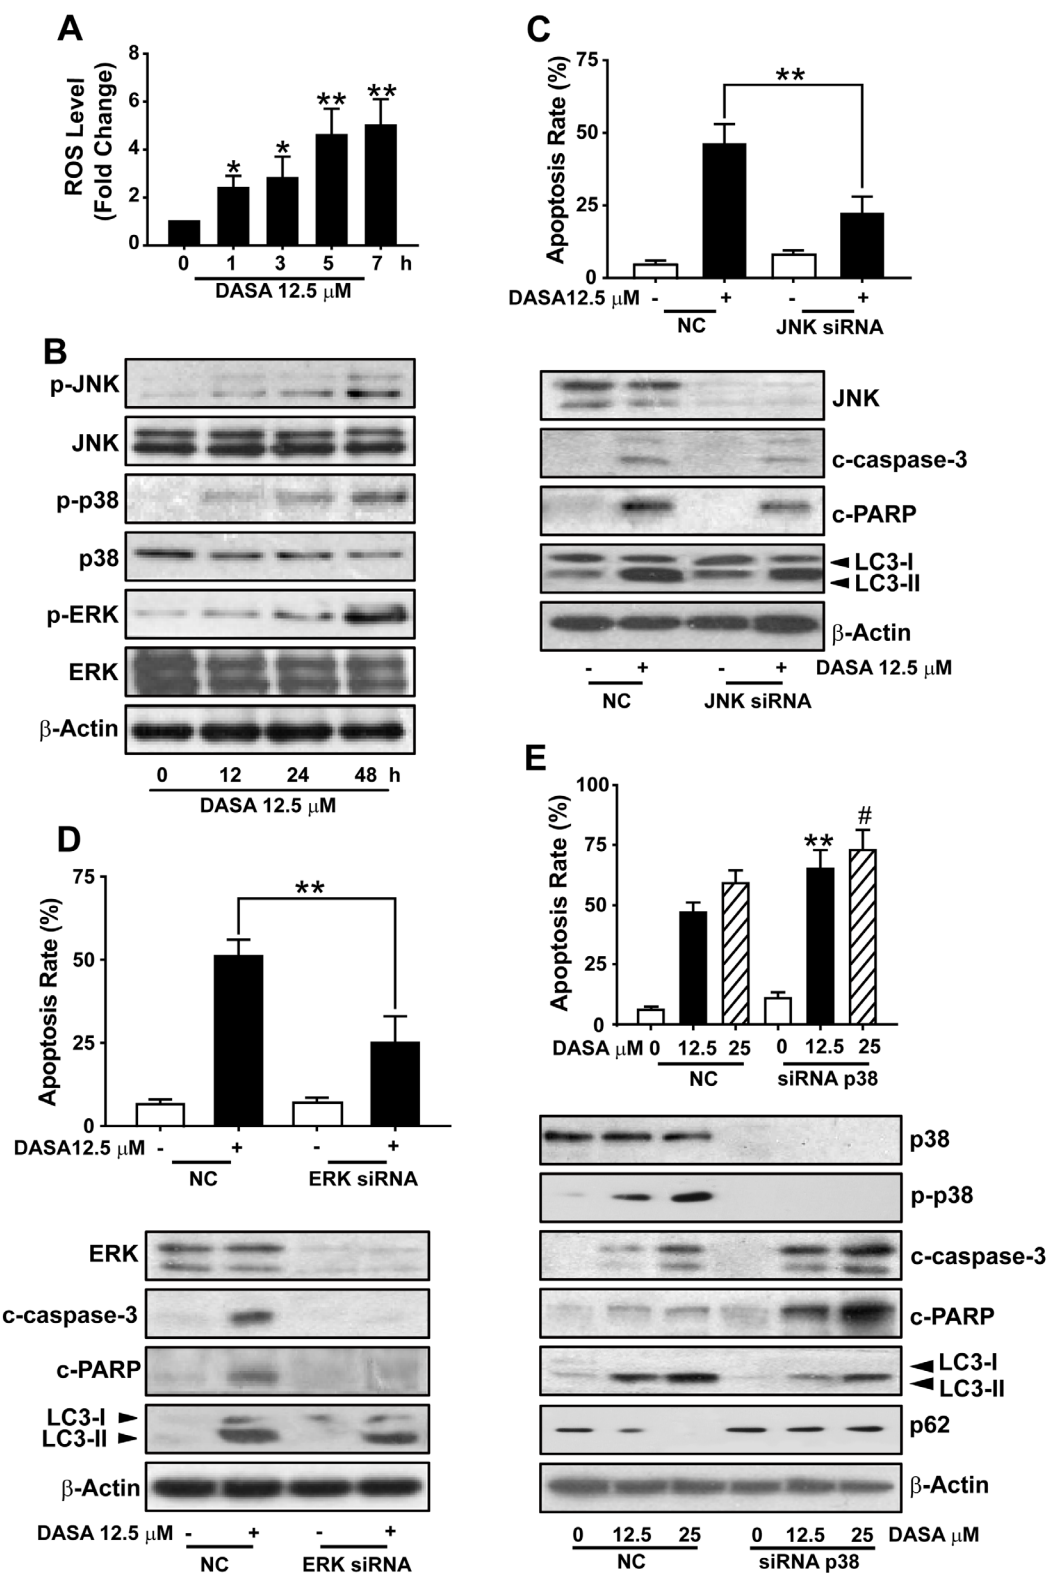 A
ROS Level
(Fold Change)
8
6
4
2
0
*
*
**
**
0 1 3 5 7 h
DASA 12.5 μM
B
p-JNK
JNK
p-p38
p38
p-ERK
ERK
β-Actin
0 12 24 48 h
DASA 12.5 μM
C
Apoptosis Rate (%)
75
50
25
0
**
DASA12.5 μM - + - +
NC JNK siRNA
JNK
c-caspase-3
c-PARP
LC3-I
LC3-II
β-Actin
- + - + DASA 12.5 μM
NC JNK siRNA
D
Apoptosis Rate (%)
75
50
25
0
**
DASA12.5 μM - + - +
NC ERK siRNA
ERK
c-caspase-3
c-PARP
LC3-I
LC3-II
β-Actin
DASA 12.5 μM - + - +
NC ERK siRNA
E
Apoptosis Rate (%)
100
75
50
25
0
**
#
DASA μM 0 12.5 25 0 12.5 25
NC siRNA p38
p38
p-p38
c-caspase-3
c-PARP
LC3-I
LC3-II
p62
β-Actin
0 12.5 25 0 12.5 25 DASA μM
NC siRNA p38